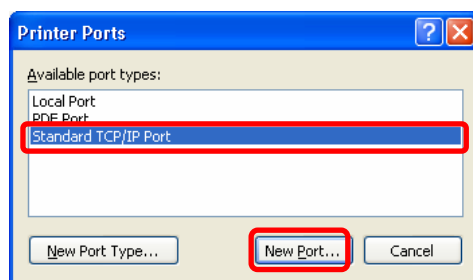 Printer Ports
Available port types:
Local Port
PDF Port
Standard TCP/IP Port
New Port Type...
New Port...
Cancel